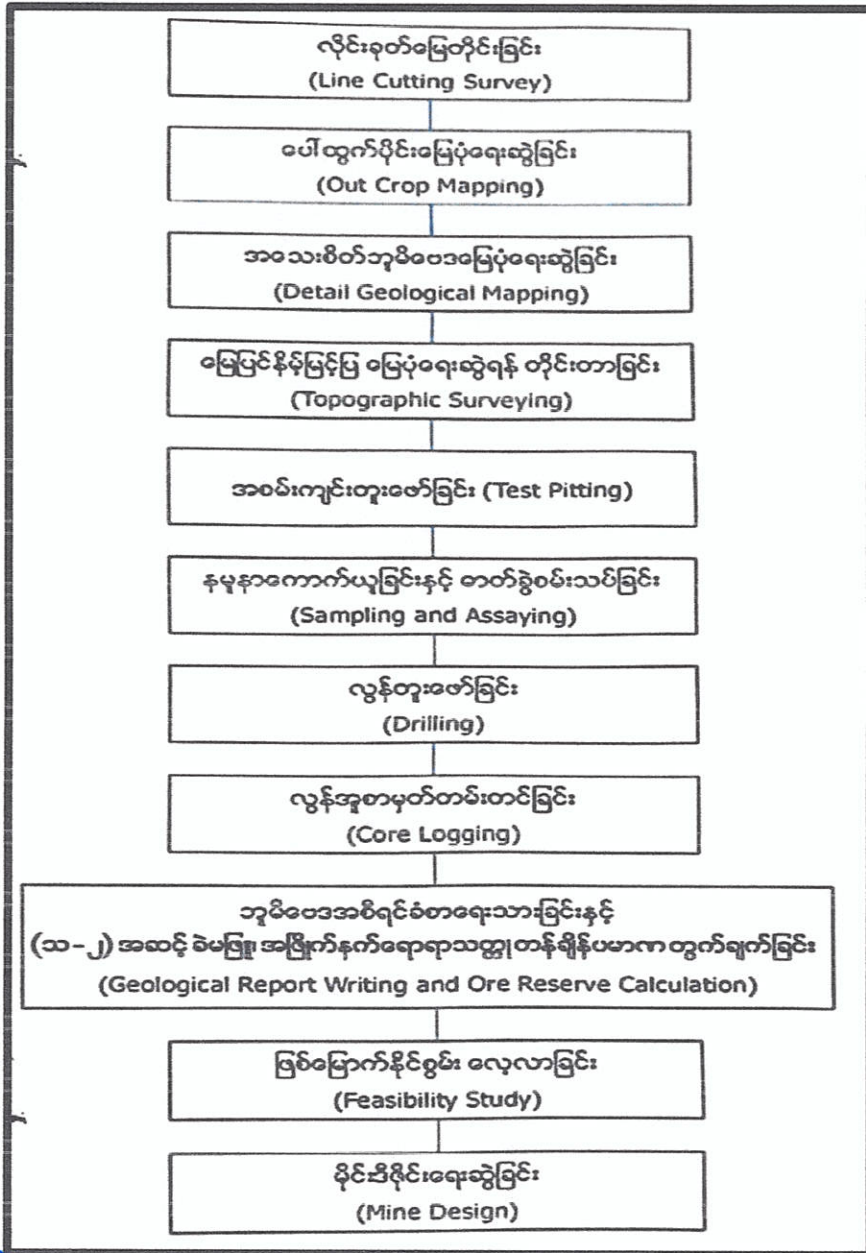 လိုင်းခုတ်မြေတိုင်းခြင်း
(Line Cutting Survey)
ပေါ်ထွက်ပိုင်းမြေပုံရေးဆွဲခြင်း
(Out Crop Mapping)
အသေးစိတ်ဘူမိဗေဒမြေပုံရေးဆွဲခြင်း
(Detail Geological Mapping)
မြေပြင်နိမ့်မြင့်ပြ မြေပုံရေးဆွဲရန် တိုင်းတာခြင်း
(Topographic Surveying)
အစမ်းကျင်းတူးဖော်ခြင်း (Test Pitting)
နမူနာကောက်ယူခြင်းနှင့် ဓာတ်ခွဲစမ်းသပ်ခြင်း
(Sampling and Assaying)
လွန်တူးဖော်ခြင်း
(Drilling)
လွန်အူစာမှတ်တမ်းတင်ခြင်း
(Core Logging)
ဘူမိဗေဒအစီရင်ခံစာရေးသားခြင်းနှင့်
(သ-၂) အဆင့် ခဲမဖြူ၊ အဖြိုက်နက်ရောရာသတ္တု တန်ချိန်ပမာဏ တွက်ချက်ခြင်း
(Geological Report Writing and Ore Reserve Calculation)
ဖြစ်မြောက်နိုင်စွမ်း လေ့လာခြင်း
(Feasibility Study)
မိုင်းဒီဇိုင်းရေးဆွဲခြင်း
(Mine Design)